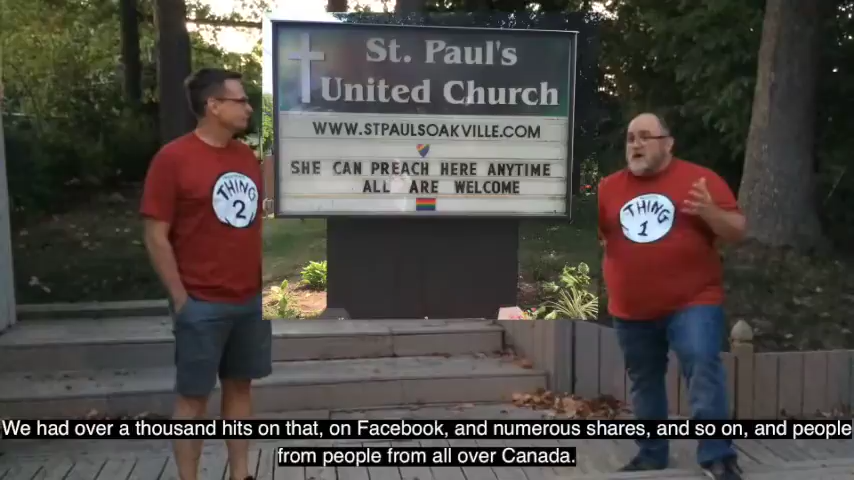 St. Paul's
United Church
WWW.STPAULSOAKVILLE.COM
SHE CAN PREACH HERE ANYTIME
ALL ARE WELCOME
THING
2
THING
1
We had over a thousand hits on that, on Facebook, and numerous shares, and so on, and people
from people from all over Canada.